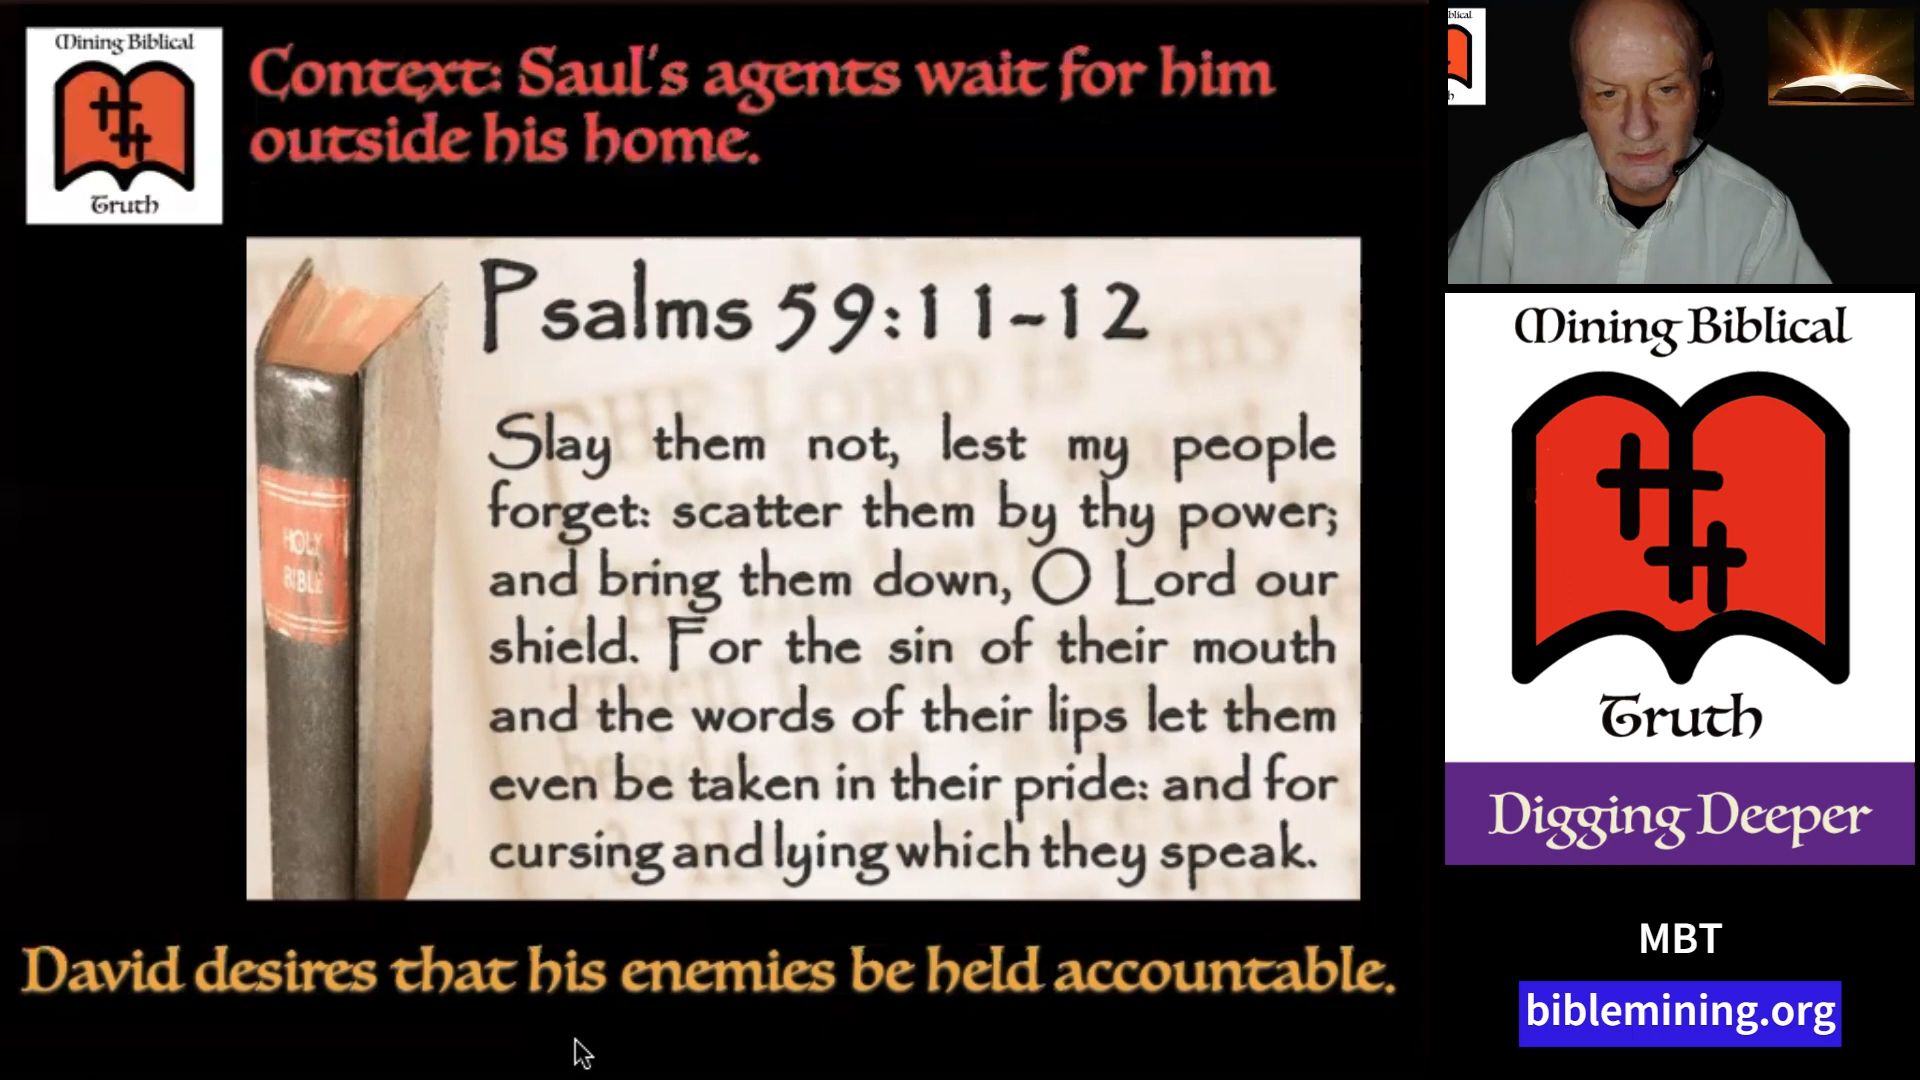 Mining Biblical
Truth
Context: Saul's agents wait for him
outside his home.
Psalms 59:11-12
Slay them not, lest my people
forget: scatter them by thy power;
and bring them down, O Lord our
shield. For the sin of their mouth
and the words of their lips let them
even be taken in their pride: and for
cursing and lying which they speak.
HOLY
BIBLE
David desires that his enemies be held accountable.
Mining Biblical
Truth
Digging Deeper
MBT
biblemining.org